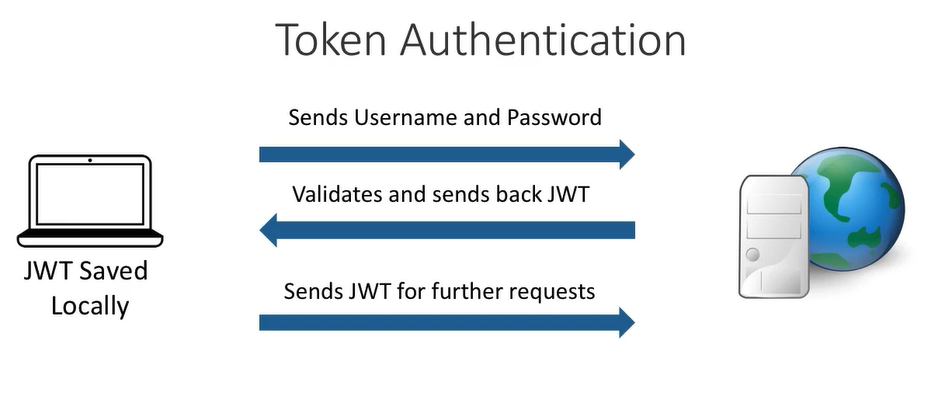 Token Authentication
Sends Username and Password
Validates and sends back JWT
JWT Saved
Locally
Sends JWT for further requests